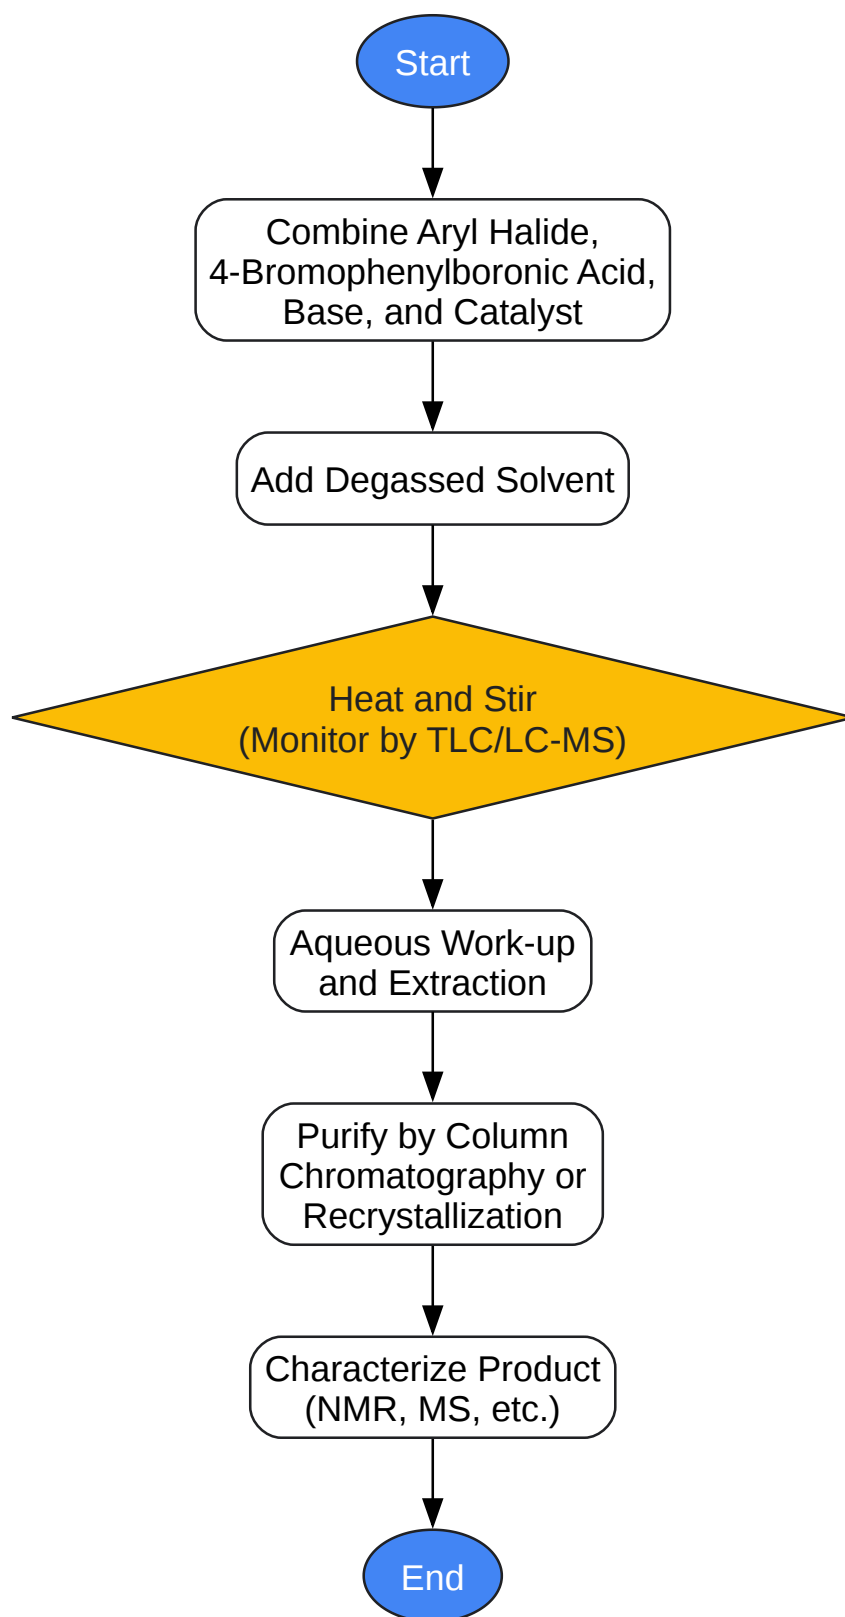 Start
Combine Aryl Halide,
4-Bromophenylboronic Acid,
Base, and Catalyst
Add Degassed Solvent
Heat and Stir
(Monitor by TLC/LC-MS)
Aqueous Work-up
and Extraction
Purify by Column
Chromatography or
Recrystallization
Characterize Product
(NMR, MS, etc.)
End